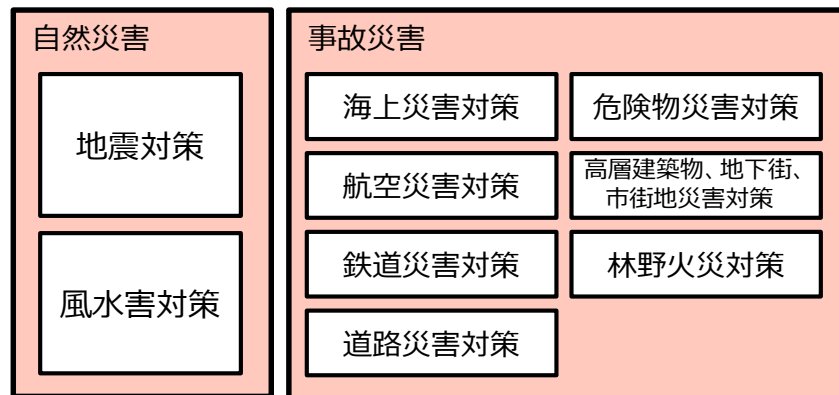 自然災害
地震対策
風水害対策
事故災害
海上災害対策
航空災害対策
鉄道災害対策
道路災害対策
危険物災害対策
高層建築物、地下街、
市街地災害対策
林野火災対策